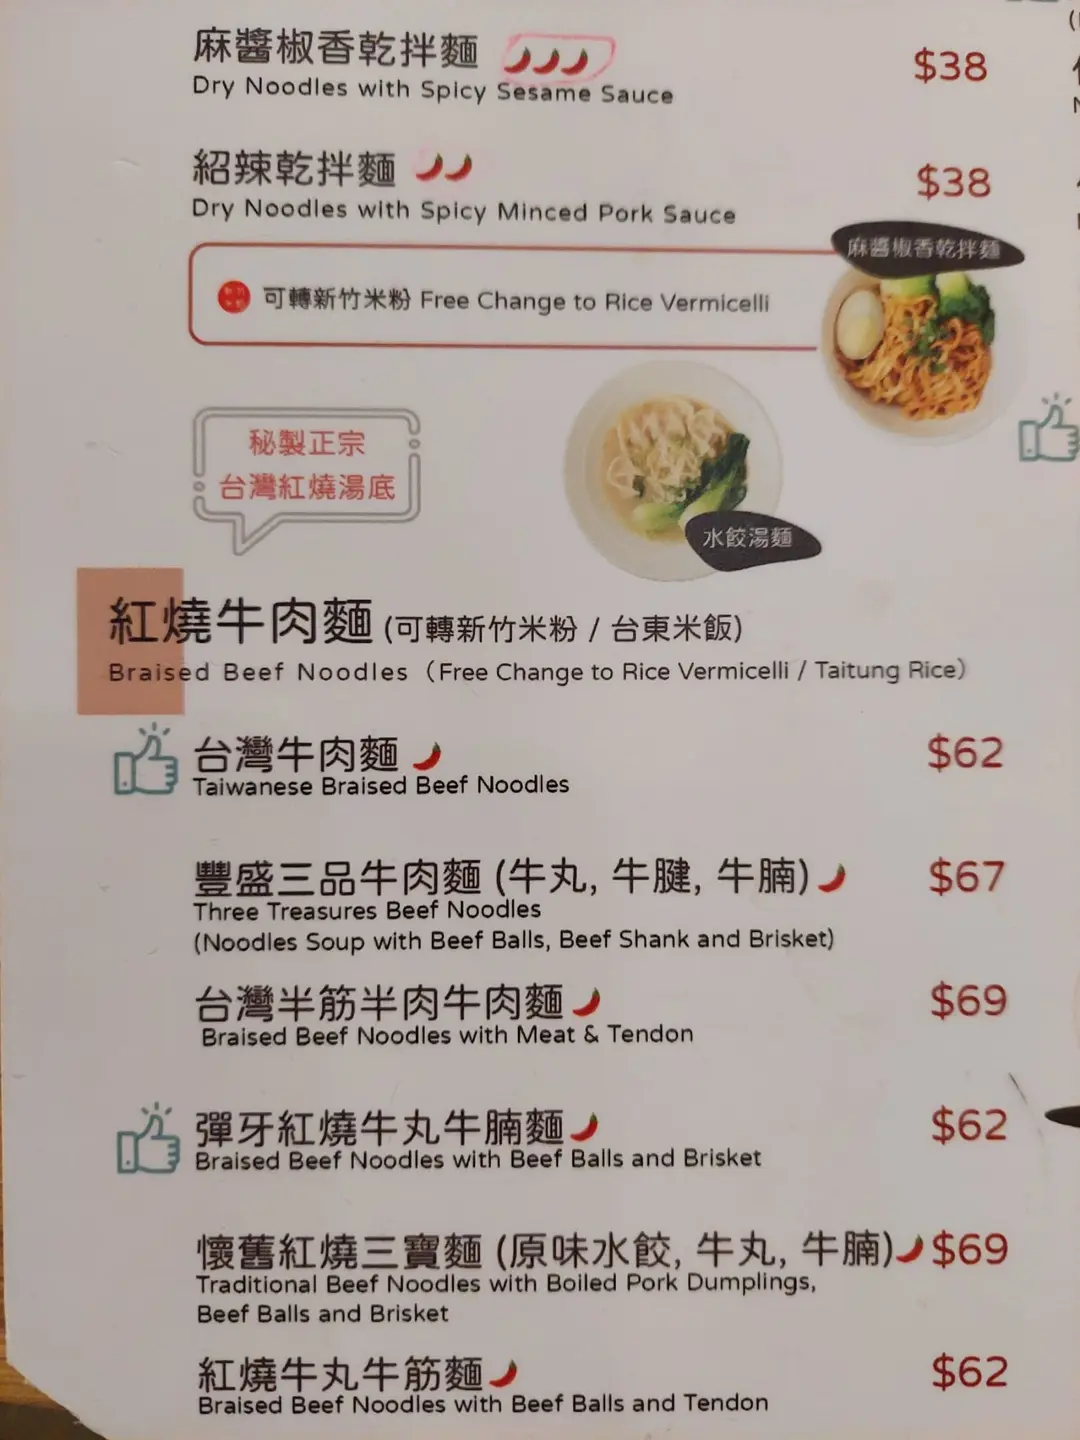 麻醬椒香乾拌麵 $38
Dry Noodles with Spicy Sesame Sauce
紹辣乾拌麵 $38
Dry Noodles with Spicy Minced Pork Sauce
麻醬椒香乾拌麵
可轉新竹米粉 Free Change to Rice Vermicelli
秘製正宗
台灣紅燒湯底
水餃湯麵
紅燒牛肉麵 (可轉新竹米粉 / 台東米飯)
Braised Beef Noodles (Free Change to Rice Vermicelli / Taitung Rice)
台灣牛肉麵 $62
Taiwanese Braised Beef Noodles
豐盛三品牛肉麵 (牛丸, 牛腱, 牛腩) $67
Three Treasures Beef Noodles
(Noodles Soup with Beef Balls, Beef Shank and Brisket)
台灣半筋半肉牛肉麵 $69
Braised Beef Noodles with Meat & Tendon
彈牙紅燒牛丸牛腩麵 $62
Braised Beef Noodles with Beef Balls and Brisket
懷舊紅燒三寶麵 (原味水餃, 牛丸, 牛腩) $69
Traditional Beef Noodles with Boiled Pork Dumplings,
Beef Balls and Brisket
紅燒牛丸牛筋麵 $62
Braised Beef Noodles with Beef Balls and Tendon